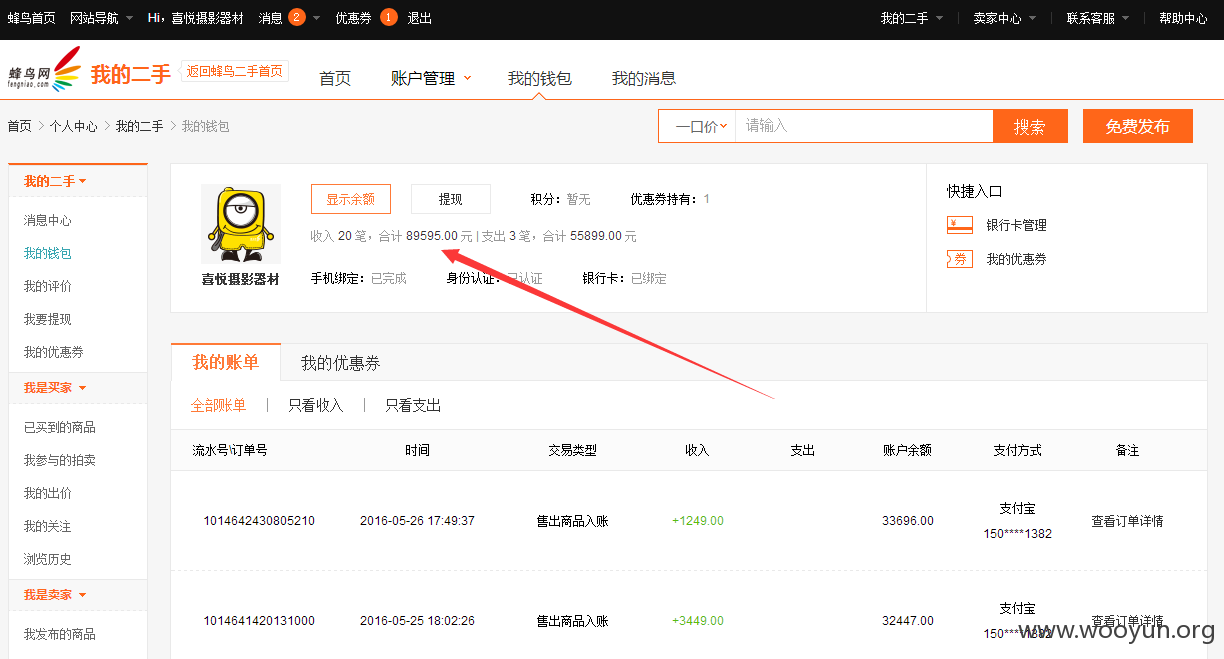 蜂鸟首页 网站导航 Hi，喜悦摄影器材 消息 2 优惠券 1 退出 我的二手 卖家中心 联系客服 帮助中心
蜂鸟网 fengniao.com 我的二手 返回蜂鸟二手首页 首页 账户管理 我的钱包 我的消息
首页 > 个人中心 > 我的二手 > 我的钱包 一口价 请输入 搜索 免费发布
我的二手
消息中心
我的钱包
我的评价
我要提现
我的优惠券
我是买家
已买到的商品
我参与的拍卖
我的出价
我的关注
浏览历史
我是卖家
我发布的商品
显示余额 提现 积分：暂无 优惠券持有：1
收入 20 笔，合计 89595.00 元 | 支出 3 笔，合计 55899.00 元
喜悦摄影器材 手机绑定：已完成 身份认证：已认证 银行卡：已绑定
快捷入口
¥ 银行卡管理
券 我的优惠券
我的账单 我的优惠券
全部账单 | 只看收入 | 只看支出
流水号\订单号 时间 交易类型 收入 支出 账户余额 支付方式 备注
1014642430805210 2016-05-26 17:49:37 售出商品入账 +1249.00 33696.00 支付宝 查看订单详情
150****1382
1014641420131000 2016-05-25 18:02:26 售出商品入账 +3449.00 32447.00 支付宝 查看订单详情
150****1382
www.wooyun.org